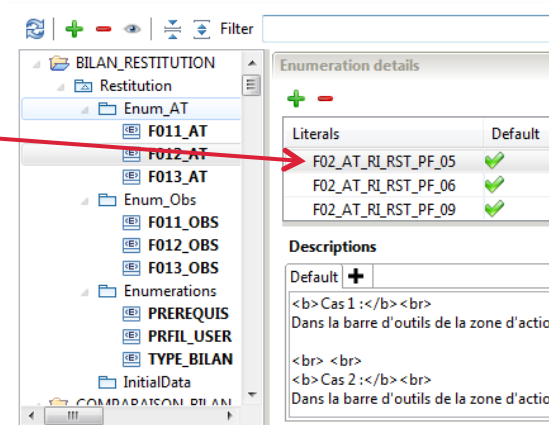 Filter
BILAN_RESTITUTION
Restitution
Enum_AT
F011_AT
F012_AT
F013_AT
Enum_Obs
F011_OBS
F012_OBS
F013_OBS
Enumerations
PREREQUIS
PRFIL_USER
TYPE_BILAN
InitialData
COMPARAISON_BILAN
Enumeration details
Literals Default
F02_AT_RI_RST_PF_05
F02_AT_RI_RST_PF_06
F02_AT_RI_RST_PF_09
Descriptions
Default
<b>Cas 1 :</b><br>
Dans la barre d'outils de la zone d'actio
<br> <br>
<b>Cas 2 :</b><br>
Dans la barre d'outils de la zone d'actio